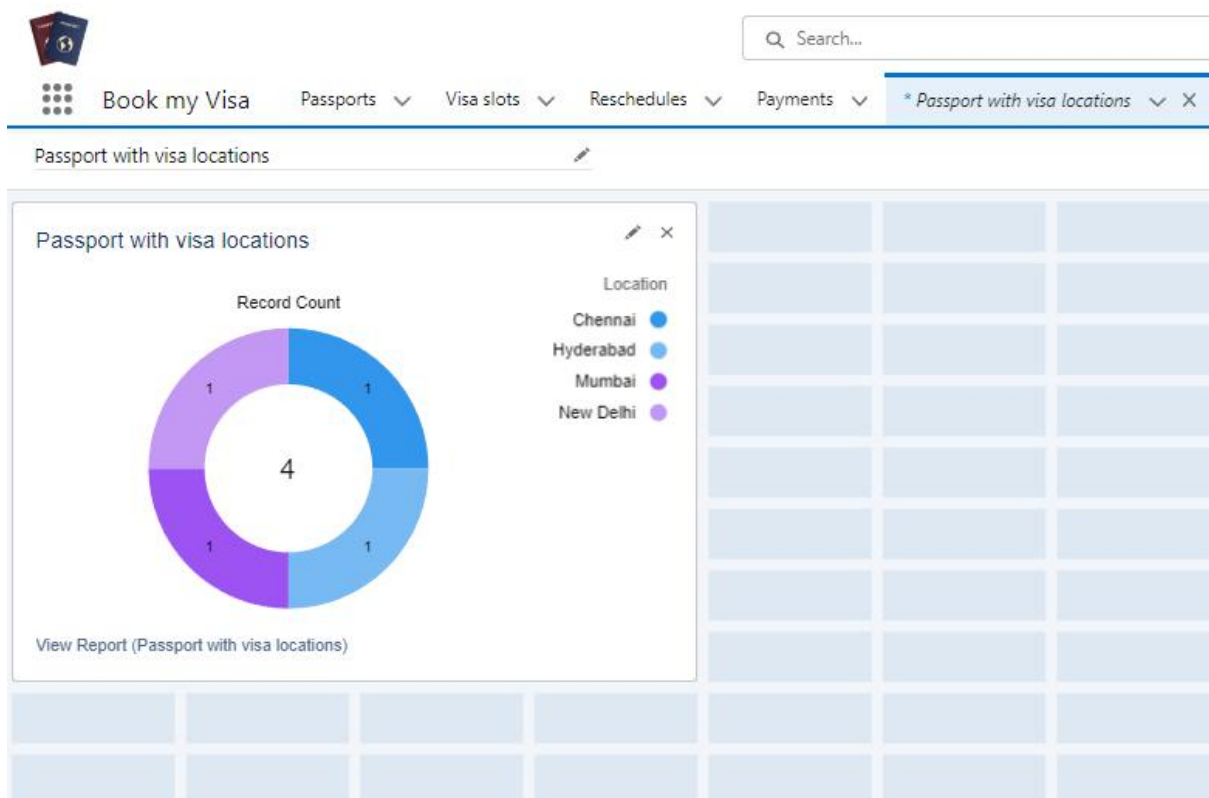 Search...
Book my Visa Passports Visa slots Reschedules Payments * Passport with visa locations
Passport with visa locations
Passport with visa locations
Location
Record Count
Chennai
Hyderabad
Mumbai
New Delhi
1 1
4
1 1
View Report (Passport with visa locations)